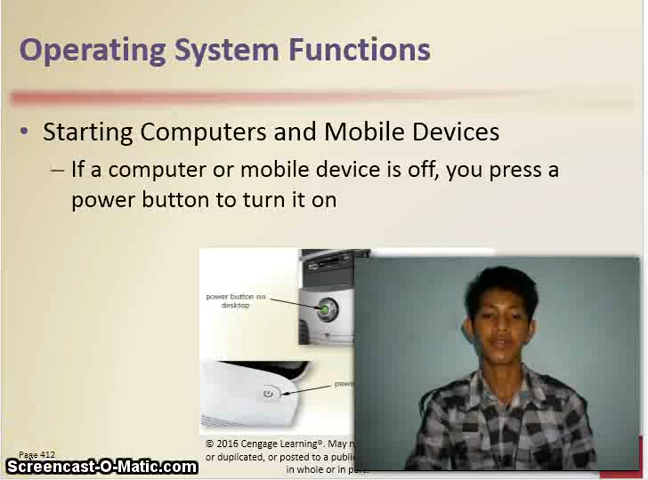 Operating System Functions
• Starting Computers and Mobile Devices
– If a computer or mobile device is off, you press a
power button to turn it on
power button on
desktop
© 2016 Cengage Learning®. May
or duplicated, or posted to a
in whole or in
Page 412
Screencast-O-Matic.com